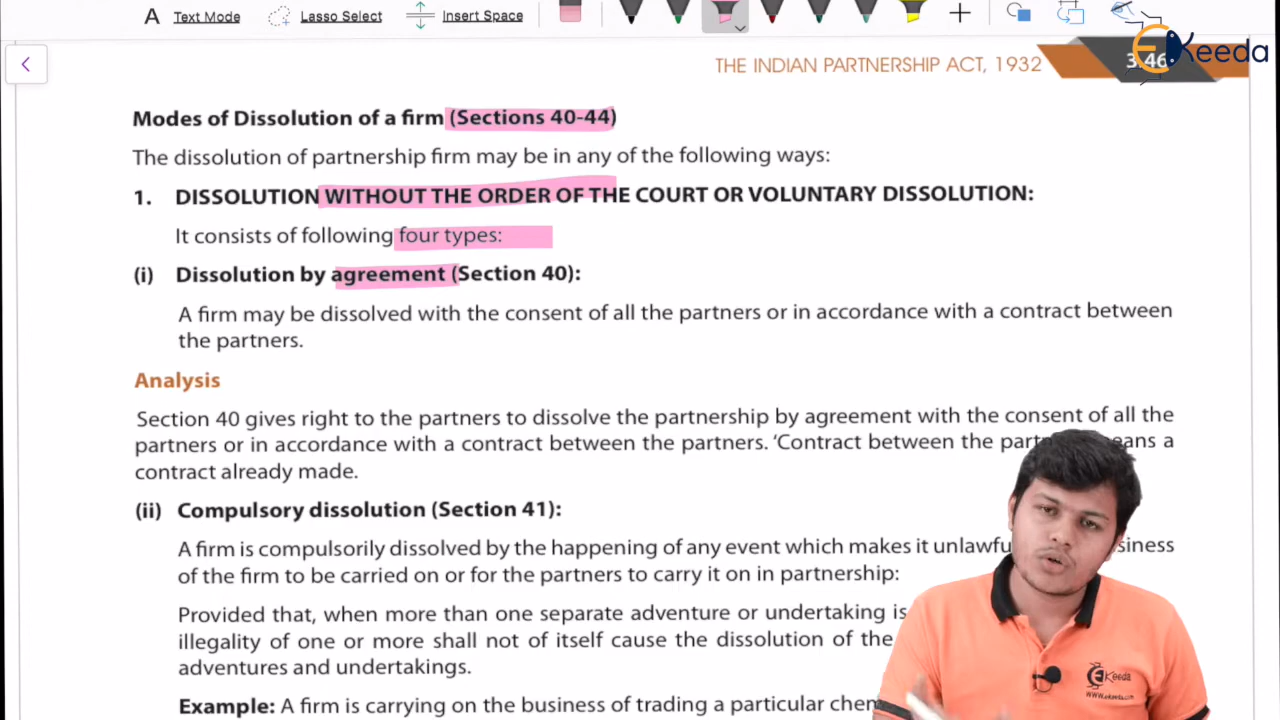 A Text Mode Lasso Select Insert Space
Keeda
THE INDIAN PARTNERSHIP ACT, 1932 3.46
Modes of Dissolution of a firm (Sections 40-44)
The dissolution of partnership firm may be in any of the following ways:
1. DISSOLUTION WITHOUT THE ORDER OF THE COURT OR VOLUNTARY DISSOLUTION:
It consists of following four types:
(i) Dissolution by agreement (Section 40):
A firm may be dissolved with the consent of all the partners or in accordance with a contract between
the partners.
Analysis
Section 40 gives right to the partners to dissolve the partnership by agreement with the consent of all the
partners or in accordance with a contract between the partners. ‘Contract between the means a
contract already made.
(ii) Compulsory dissolution (Section 41):
A firm is compulsorily dissolved by the happening of any event which makes it
of the firm to be carried on or for the partners to carry it on in partnership:
Provided that, when more than one separate adventure or undertaking is
illegality of one or more shall not of itself cause the dissolution of the
adventures and undertakings.
Example: A firm is carrying on the business of trading a particular
Keeda
www.ekeeda.com